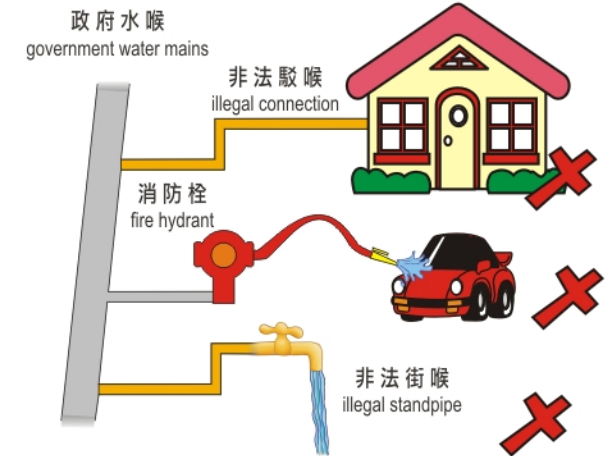 政府水喉
government water mains
非法駁喉
illegal connection
消防栓
fire hydrant
非法街喉
illegal standpipe